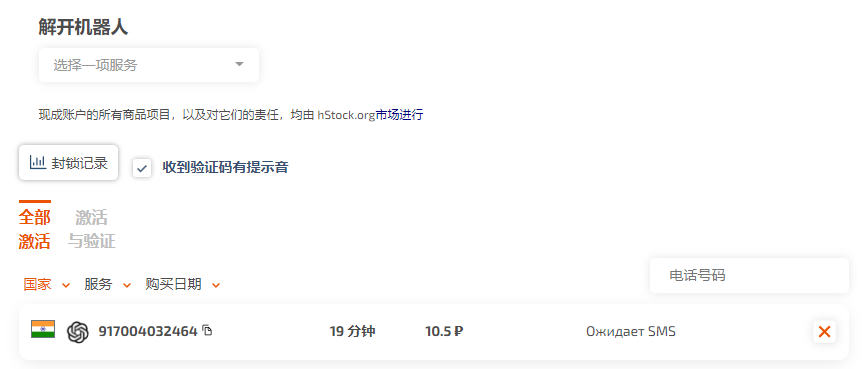 解开机器人
选择一项服务
现成账户的所有商品项目，以及对它们的责任，均由 hStock.org市场进行
封锁记录
收到验证码有提示音
全部 激活
激活 与验证
国家 服务 购买日期
电话号码
917004032464 19 分钟 10.5 ₽ Ожидает SMS